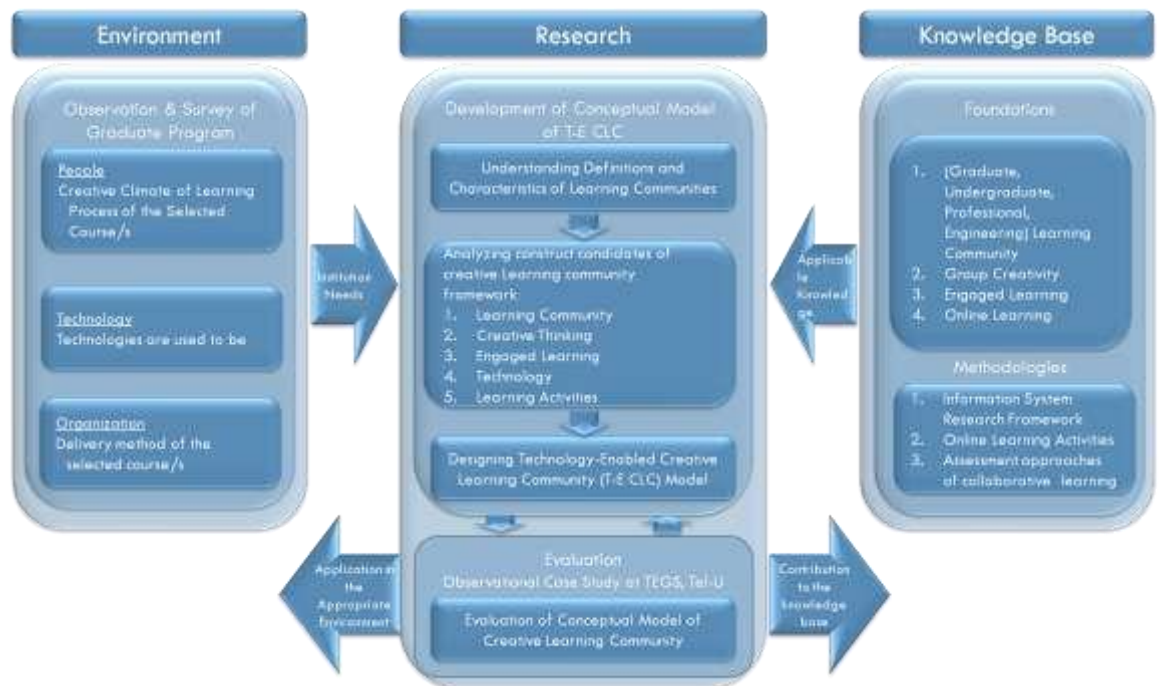 Environment
Research
Knowledge Base
Observation & Survey of
Graduate Program
People
Creative Climate of Learning
Process of the Selected
Course/s
Technology
Technologies are used to be
Organization
Delivery method of the
selected course/s
Institution
Needs
Development of Conceptual Model
of T-E CLC
Understanding Definitions and
Characteristics of Learning Communities
Analyzing construct candidates of
creative Learning community
framework
1. Learning Community
2. Creative Thinking
3. Engaged Learning
4. Technology
5. Learning Activities
Designing Technology-Enabled Creative
Learning Community (T-E CLC) Model
Evaluation
Observational Case Study at TEGS, Tel-U
Evaluation of Conceptual Model of
Creative Learning Community
Applicab
le
Knowled
ge
Foundations
1. (Graduate,
Undergraduate,
Professional,
Engineering) Learning
Community
2. Group Creativity
3. Engaged Learning
4. Online Learning
Methodologies
1. Information System
Research Framework
2. Online Learning Activities
3. Assessment approaches
of collaborative learning
Application in
the
Appropriate
Environment
Contribution
to the
knowledge
base